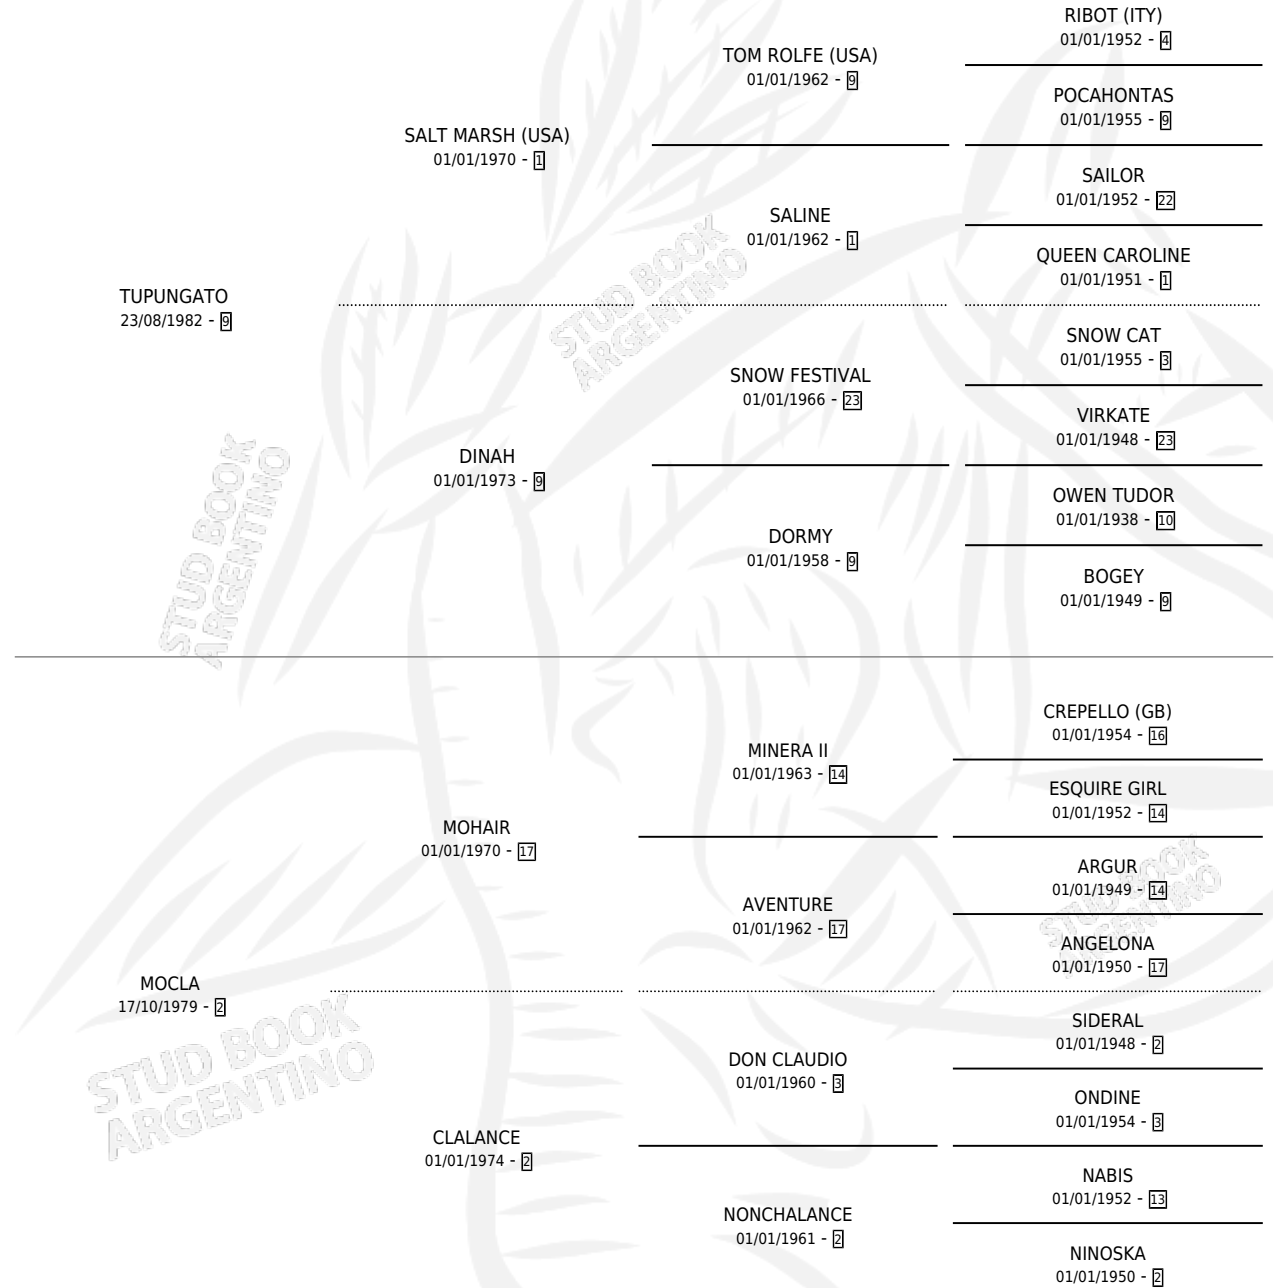 TUPUNGATO
23/08/1982 - 9
SALT MARSH (USA)
01/01/1970 - 1
DINAH
01/01/1973 - 9
TOM ROLFE (USA)
01/01/1962 - 9
SALINE
01/01/1962 - 1
SNOW FESTIVAL
01/01/1966 - 23
DORMY
01/01/1958 - 9
RIBOT (ITY)
01/01/1952 - 4
POCAHONTAS
01/01/1955 - 9
SAILOR
01/01/1952 - 22
QUEEN CAROLINE
01/01/1951 - 1
SNOW CAT
01/01/1955 - 3
VIRKATE
01/01/1948 - 23
OWEN TUDOR
01/01/1938 - 10
BOGEY
01/01/1949 - 9
STUD BOOK
ARGENTINO
STUD BOOK
ARGENTINO
MOCLA
17/10/1979 - 2
MOHAIR
01/01/1970 - 17
CLALANCE
01/01/1974 - 2
MINERA II
01/01/1963 - 14
AVENTURE
01/01/1962 - 17
DON CLAUDIO
01/01/1960 - 3
NONCHALANCE
01/01/1961 - 2
CREPELLO (GB)
01/01/1954 - 16
ESQUIRE GIRL
01/01/1952 - 14
ARGUR
01/01/1949 - 14
ANGELONA
01/01/1950 - 17
SIDERAL
01/01/1948 - 2
ONDINE
01/01/1954 - 3
NABIS
01/01/1952 - 13
NINOSKA
01/01/1950 - 2
STUD BOOK
ARGENTINO
STUD BOOK
ARGENTINO